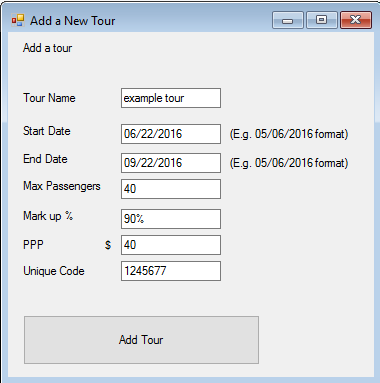 Add a New Tour
Add a tour
Tour Name example tour
Start Date 06/22/2016 (E.g. 05/06/2016 format)
End Date 09/22/2016 (E.g. 05/06/2016 format)
Max Passengers 40
Mark up % 90%
PPP $ 40
Unique Code 1245677
Add Tour